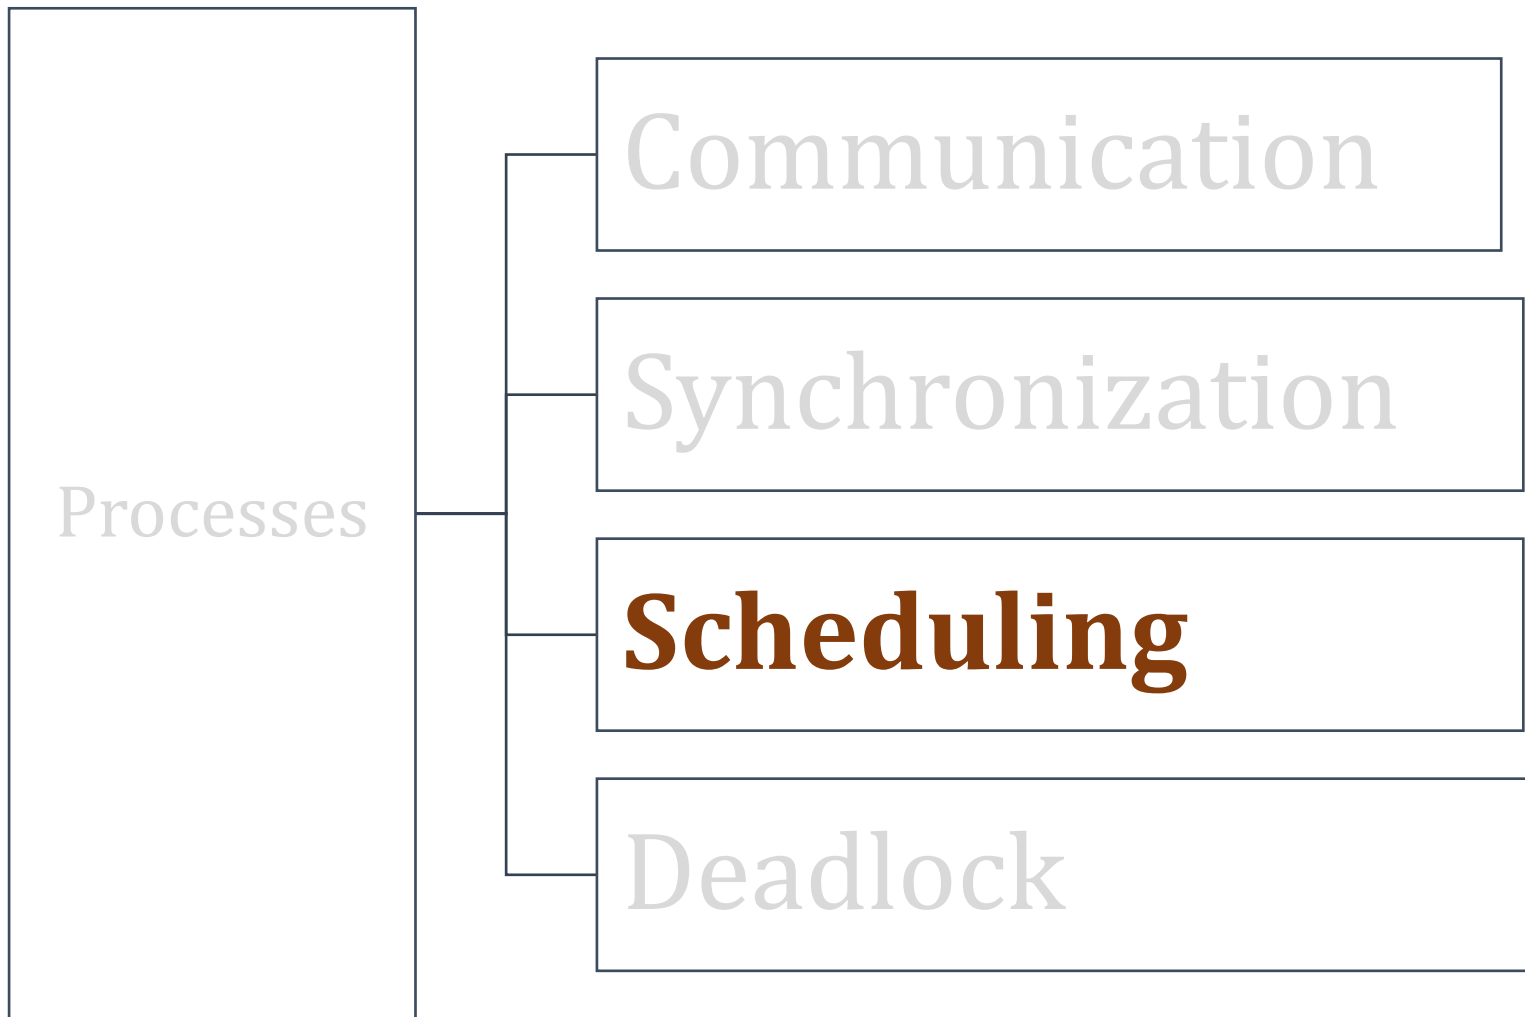 Communication
Synchronization
Processes
Scheduling
Deadlock